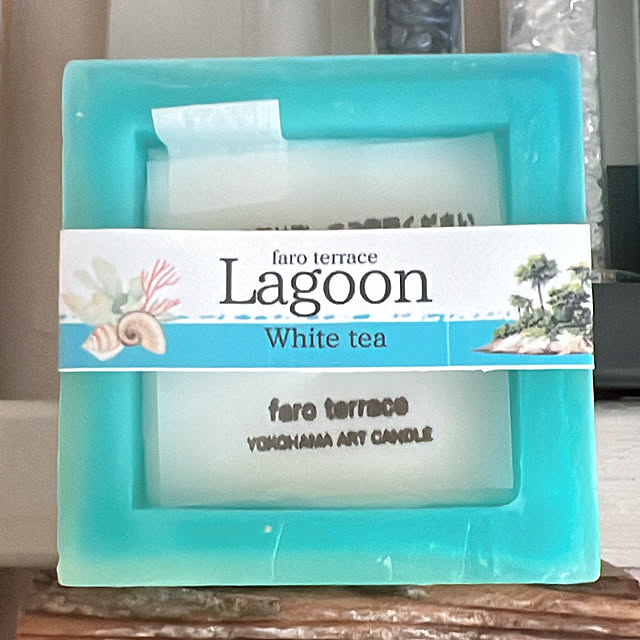 faro terrace
Lagoon
White tea
faro terrace
YOKOHAMA ART CANDLE